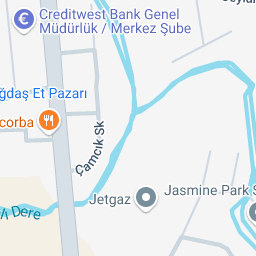 Creditwest Bank Genel
Müdürlük / Merkez Şube
ğdaş Et Pazarı
corba
Çamcık Sk
Jetgaz
Jasmine Park S
Dere